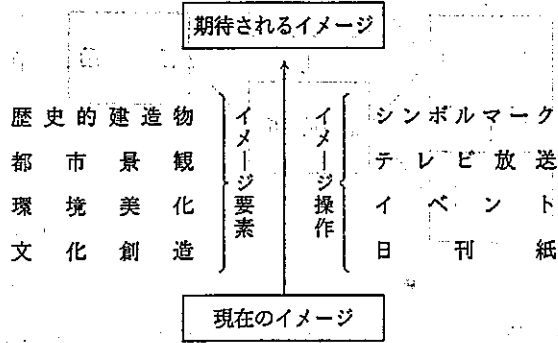 期待されるイメージ
歴史的建造物
都市景観
環境美化
文化創造
イメージ要素
イメージ操作
シンボルマーク
テレビ放送
イベント
日刊紙
現在のイメージ